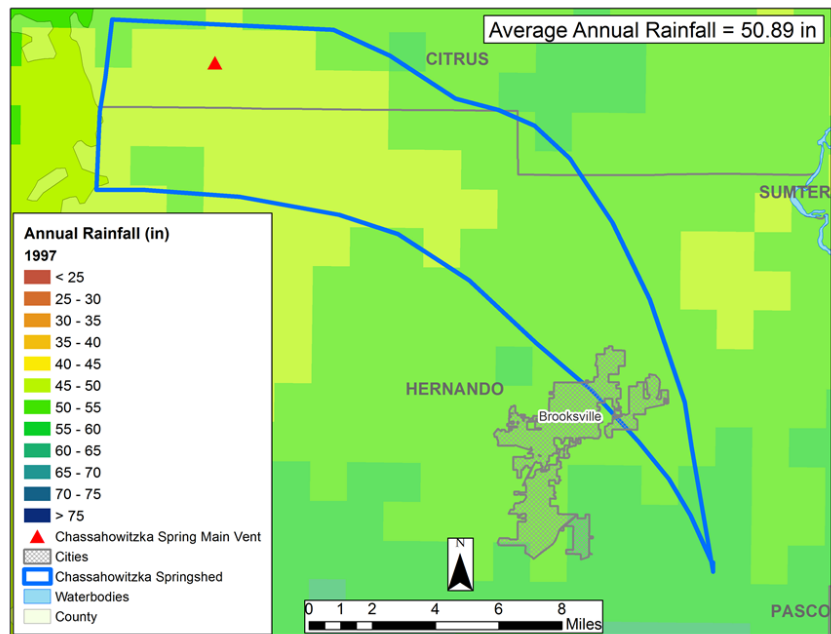 Average Annual Rainfall = 50.89 in
CITRUS
SUMTER
HERNANDO
Brooksville
PASCO
Annual Rainfall (in)
1997
< 25
25 - 30
30 - 35
35 - 40
40 - 45
45 - 50
50 - 55
55 - 60
60 - 65
65 - 70
70 - 75
> 75
Chassahowitzka Spring Main Vent
Cities
Chassahowitzka Springshed
Waterbodies
County
N
0 1 2 4 6 8
Miles